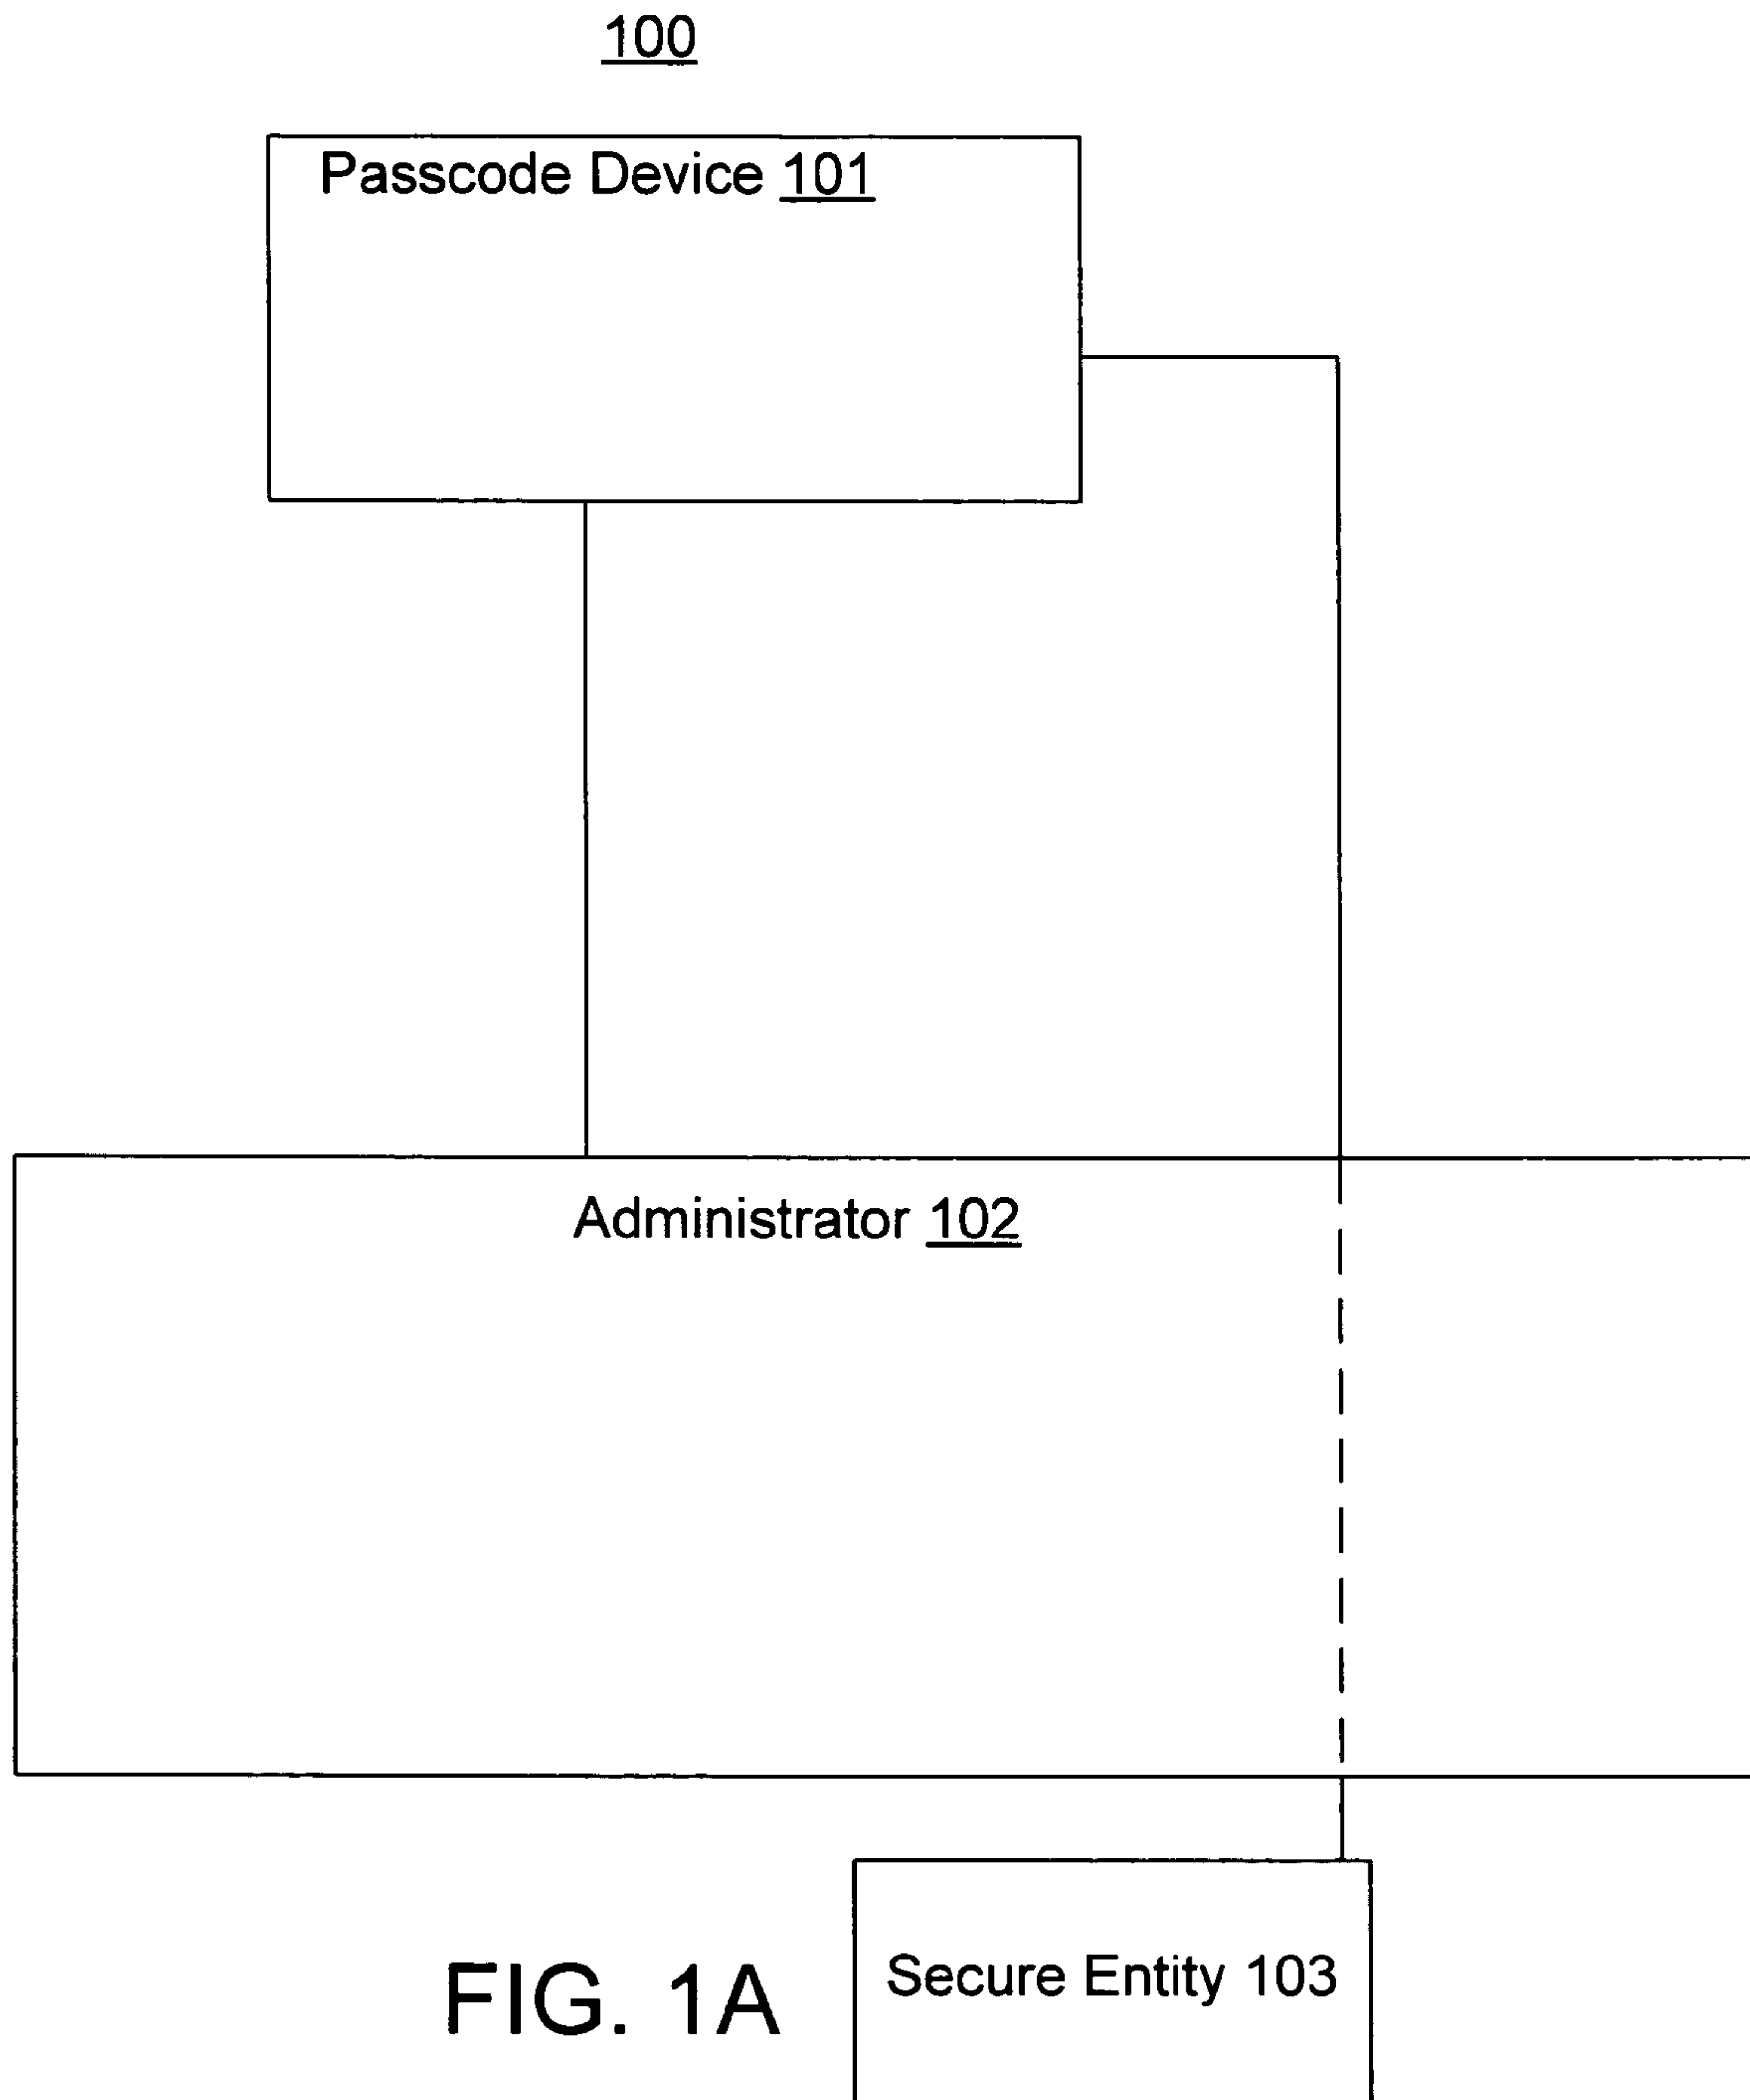 100
Passcode Device 101
Administrator 102
Secure Entity 103
FIG. 1A